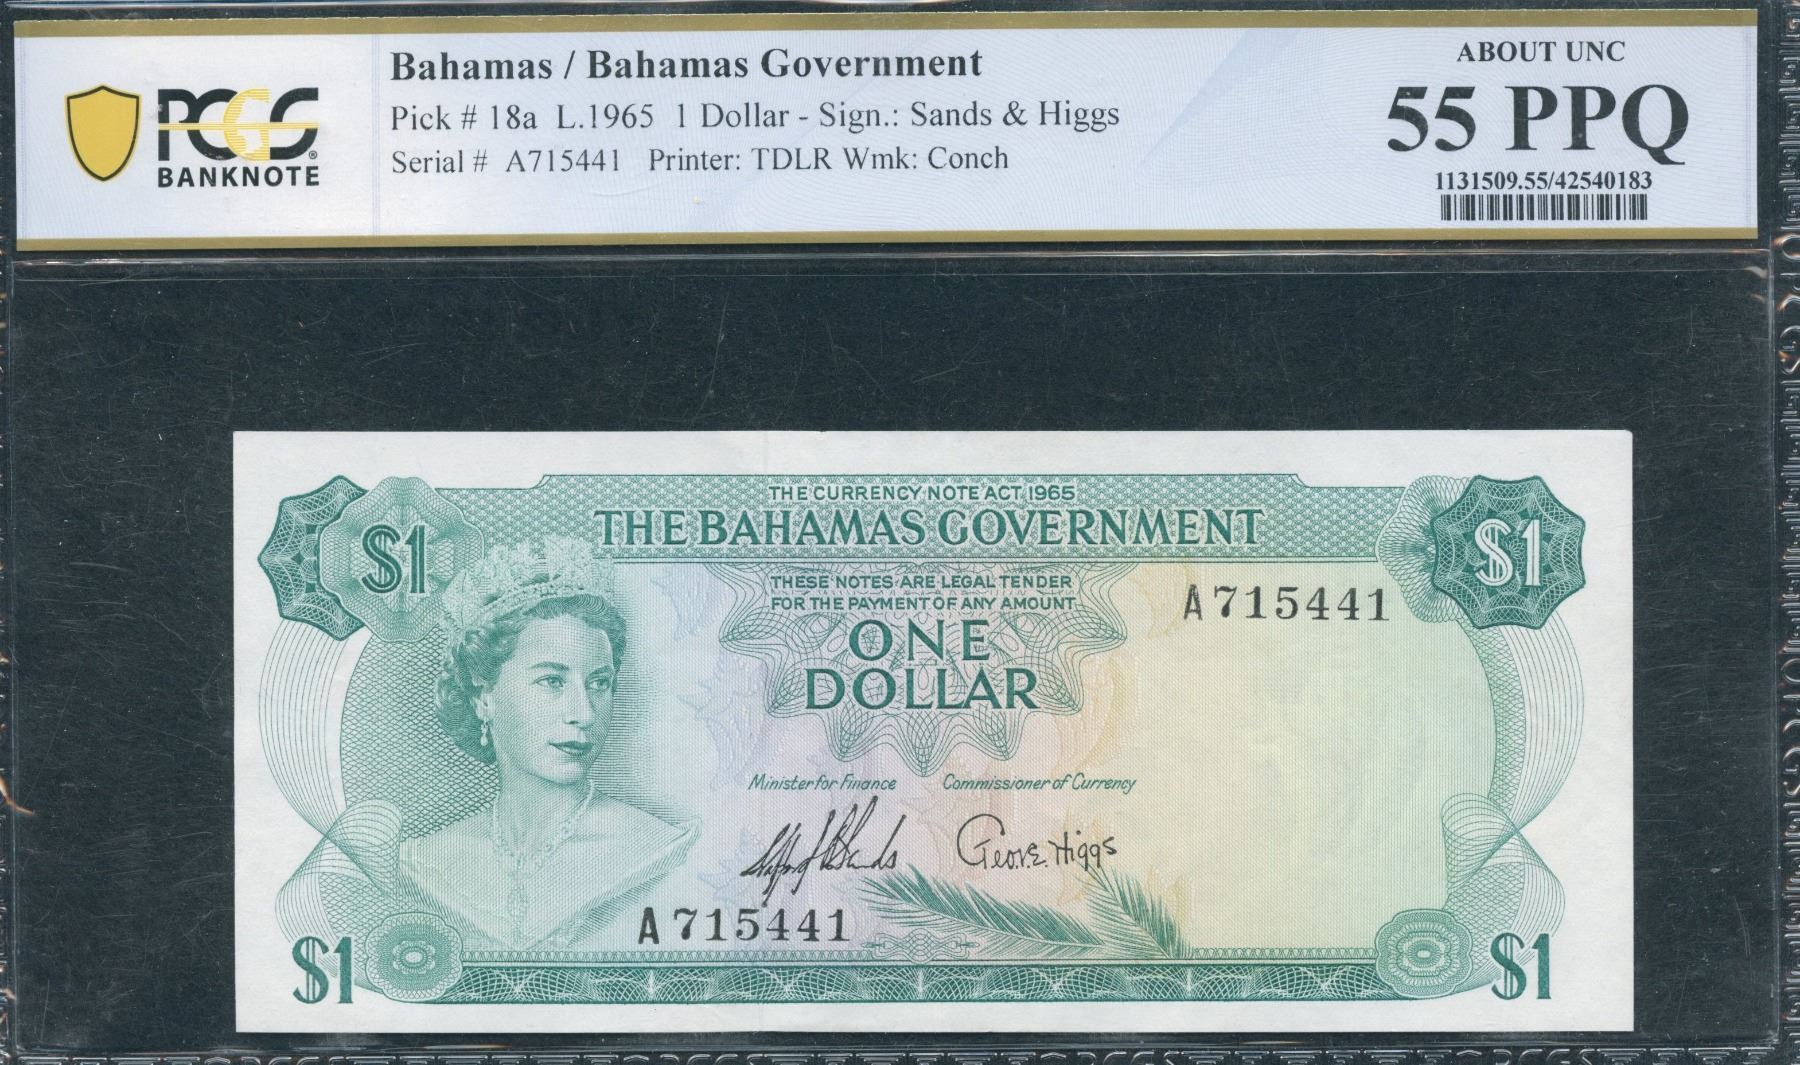 PCGS
BANKNOTE
Bahamas / Bahamas Government
Pick # 18a L.1965 1 Dollar - Sign.: Sands & Higgs
Serial # A715441 Printer: TDLR Wmk: Conch
ABOUT UNC
55 PPQ
1131509.55/42540183
THE CURRENCY NOTE ACT 1965
THE BAHAMAS GOVERNMENT
$1
$1
THESE NOTES ARE LEGAL TENDER
FOR THE PAYMENT OF ANY AMOUNT
A715441
ONE
DOLLAR
Minister for Finance Commissioner of Currency
Geo. E. Higgs
A715441
$1
$1